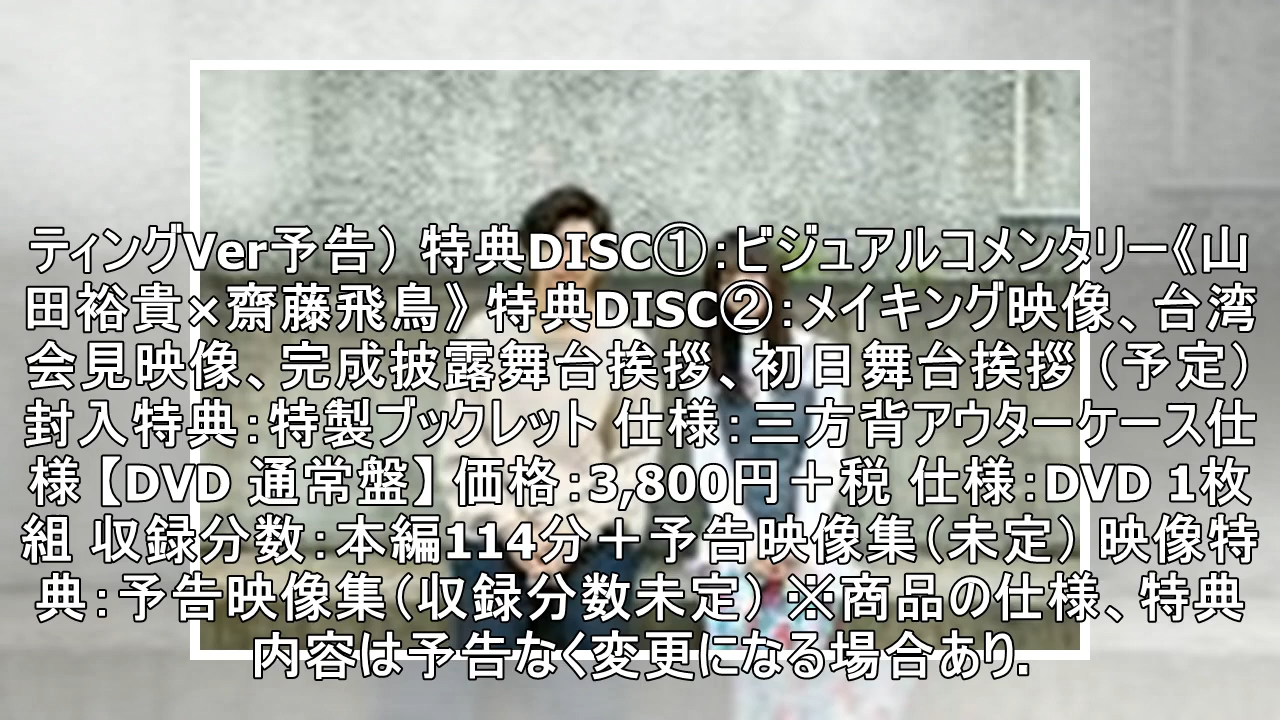 ティングVer予告） 特典DISC①：ビジュアルコメンタリー《山
田裕貴×齋藤飛鳥》 特典DISC②：メイキング映像、台湾
会見映像、完成披露舞台挨拶、初日舞台挨拶 （予定）
封入特典：特製ブックレット 仕様：三方背アウターケース仕
様 【DVD 通常盤】 価格：3,800円＋税 仕様：DVD 1枚
組 収録分数：本編114分＋予告映像集（未定） 映像特
典：予告映像集（収録分数未定） ※商品の仕様、特典
内容は予告なく変更になる場合あり.